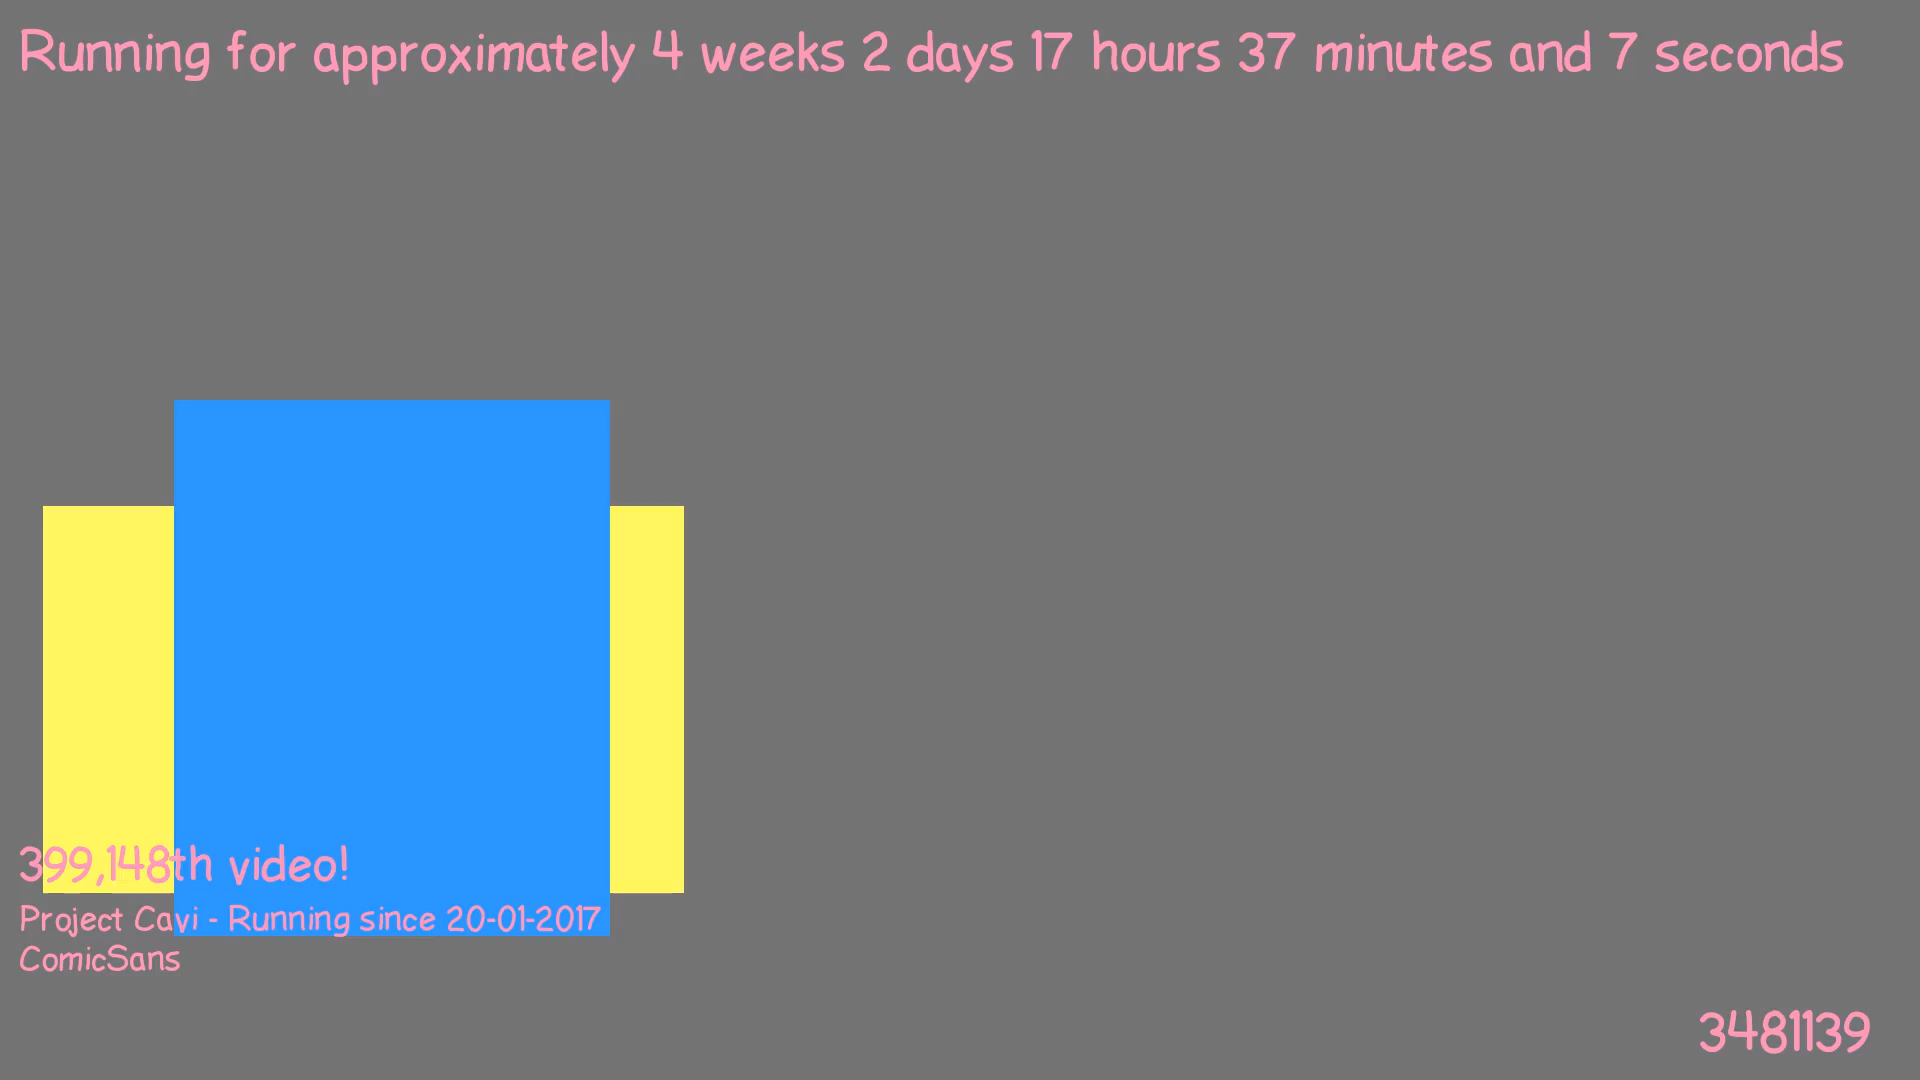 Running for approximately 4 weeks 2 days 17 hours 37 minutes and 7 seconds
399,148th video!
Project Cavi - Running since 20-01-2017
ComicSans
3481139